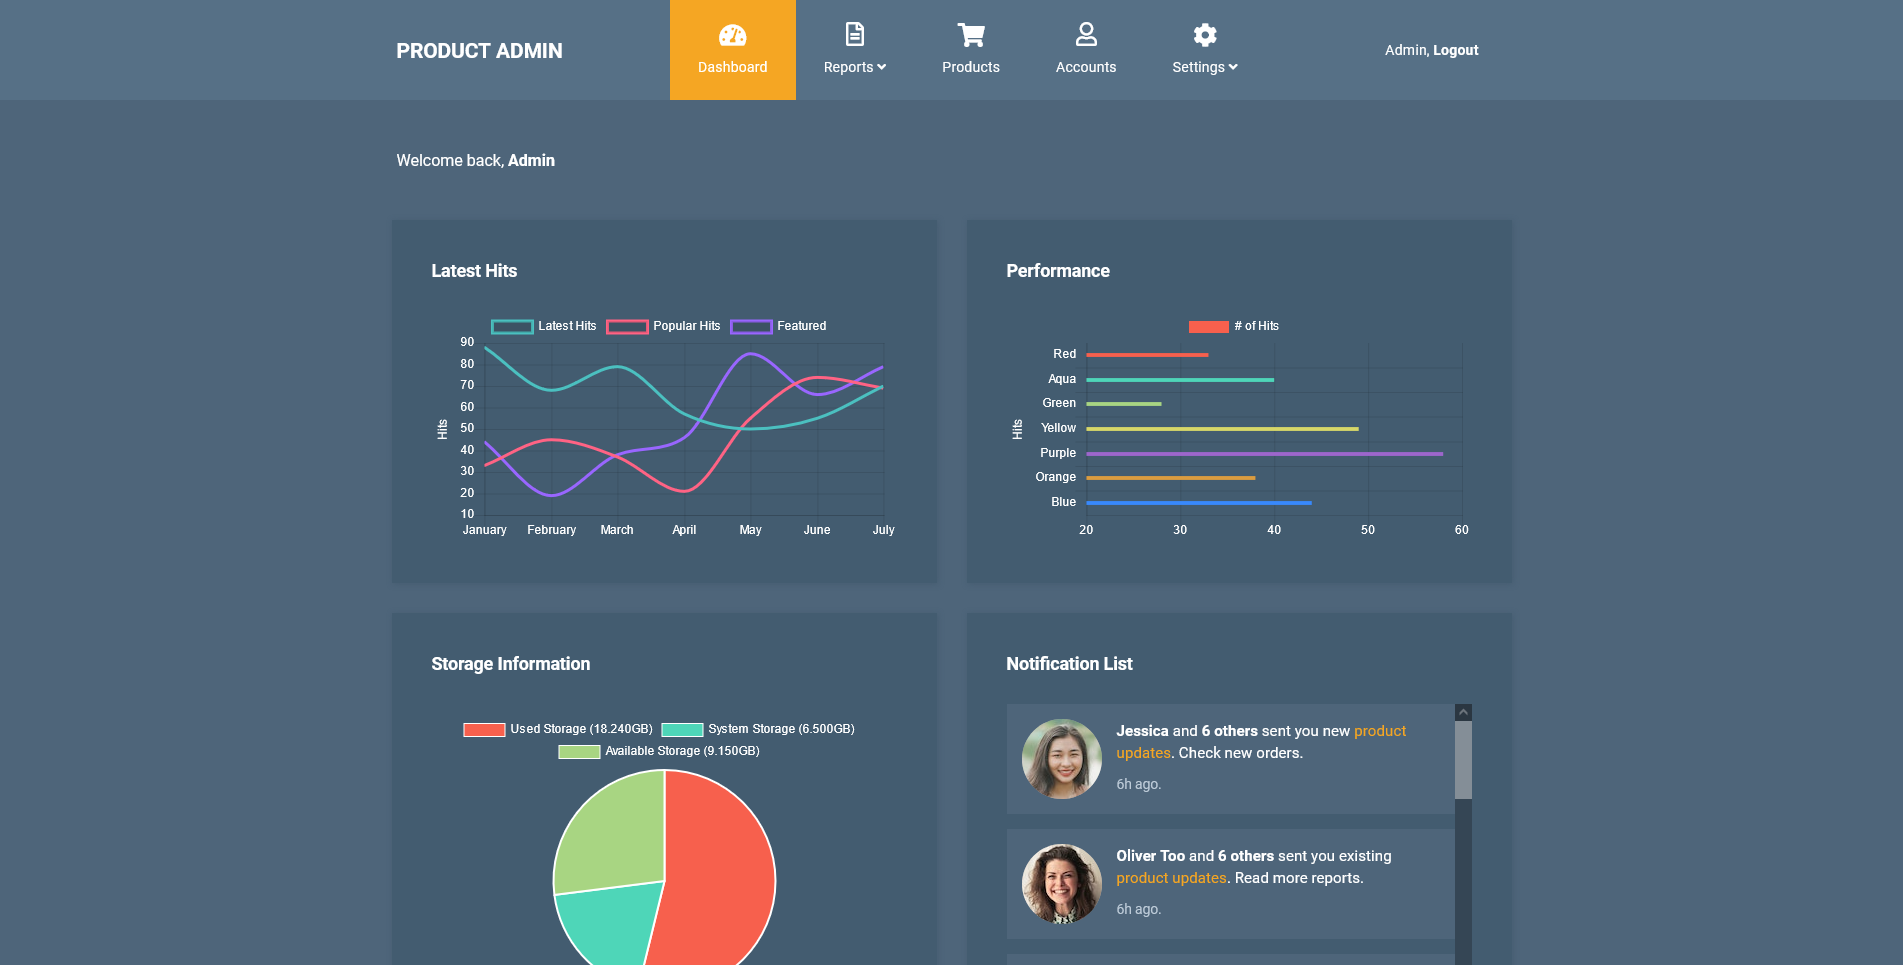 PRODUCT ADMIN
Dashboard
Reports
Products
Accounts
Settings
Admin, Logout
Welcome back, Admin
Latest Hits
Latest Hits
Popular Hits
Featured
Hits
90
80
70
60
50
40
30
20
10
January
February
March
April
May
June
July
Performance
# of Hits
Hits
Red
Aqua
Green
Yellow
Purple
Orange
Blue
20
30
40
50
60
Storage Information
Used Storage (18.240GB)
System Storage (6.500GB)
Available Storage (9.150GB)
Notification List
Jessica and 6 others sent you new product
updates. Check new orders.
6h ago.
Oliver Too and 6 others sent you existing
product updates. Read more reports.
6h ago.